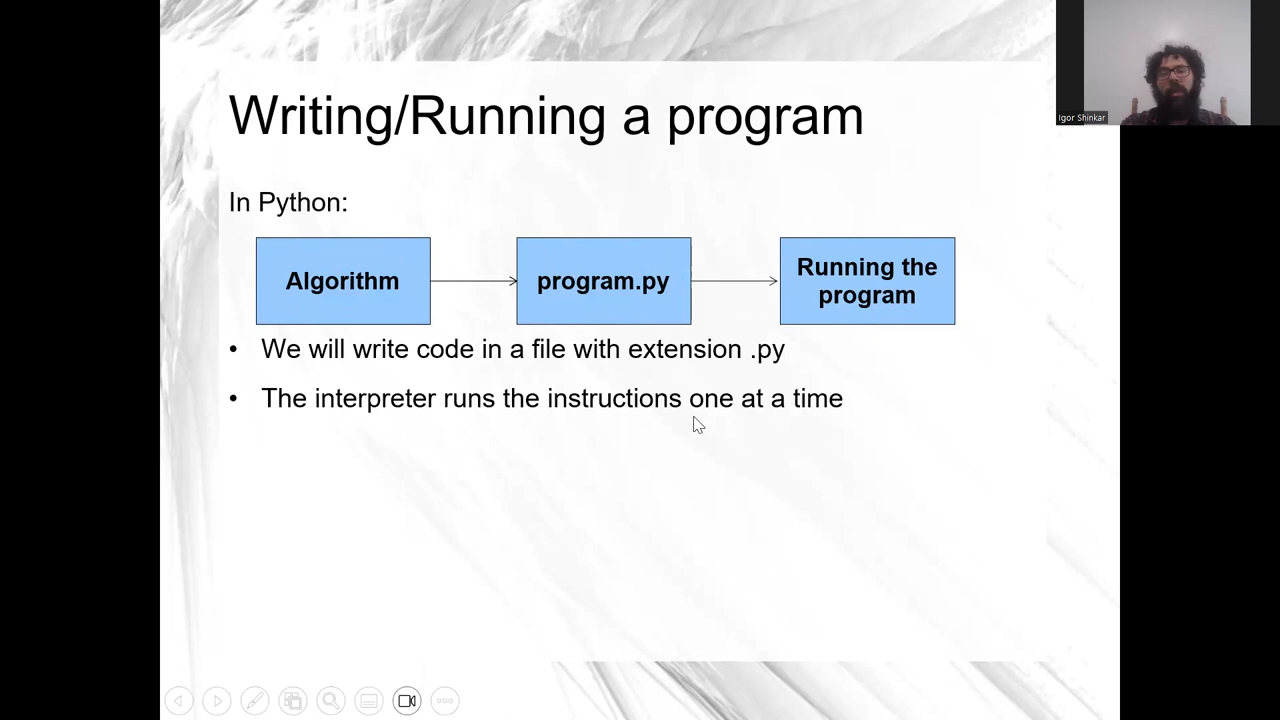 Writing/Running a program
Igor Shinkar
In Python:
Algorithm
program.py
Running the
program
• We will write code in a file with extension .py
• The interpreter runs the instructions one at a time